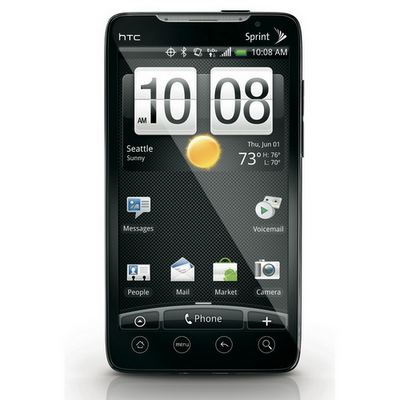 htc Sprint
10:08 AM
10 08
AM
Seattle Thu, Jun 01
Sunny 73° H: 76°
L: 70°
Messages Voicemail
People Mail Market Camera
Phone
menu